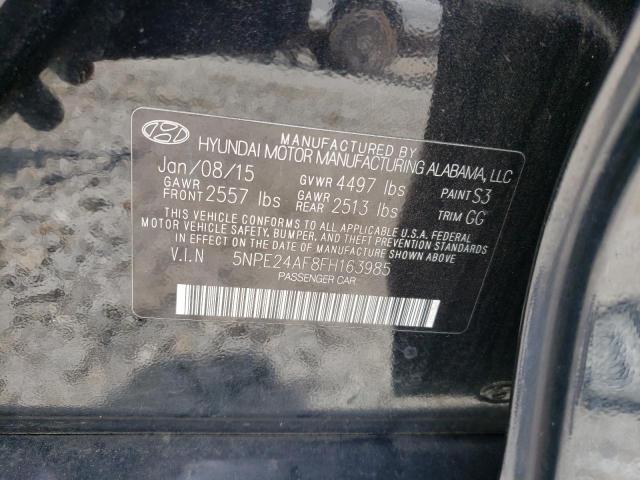 MANUFACTURED BY
HYUNDAI MOTOR MANUFACTURING ALABAMA, LLC
Jan/08/15 GVWR 4497 lbs PAINT S3
GAWR FRONT 2557 lbs GAWR REAR 2513 lbs TRIM GG
THIS VEHICLE CONFORMS TO ALL APPLICABLE U.S.A. FEDERAL
MOTOR VEHICLE SAFETY, BUMPER, AND THEFT PREVENTION STANDARDS
IN EFFECT ON THE DATE OF MANUFACTURE SHOWN ABOVE.
V.I.N 5NPE24AF8FH163985
PASSENGER CAR